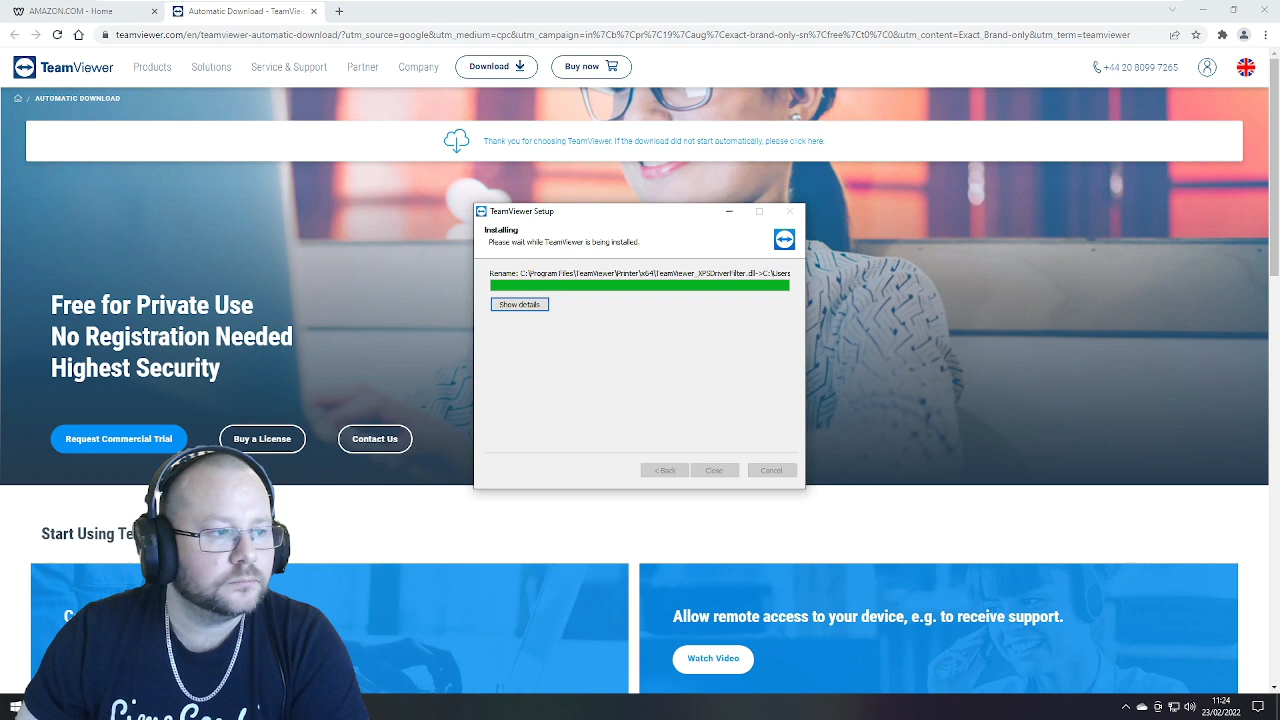 AMAZON.COM - Home
Automatic Download - TeamViewe
teamviewer.com/en/teamviewer-automatic-download/?utm_source=google&utm_medium=cpc&utm_campaign=in%7cb%7cpr%7c19%7caug%7cexact-brand-only-sn%7cfree%7ct0%7c0&utm_content=Exact_Brand-only&utm_term=teamviewer
TeamViewer Products Solutions Service & Support Partner Company Download Buy now +44 20 8099 7265
/ AUTOMATIC DOWNLOAD
Thank you for choosing TeamViewer. If the download did not start automatically, please click here.
TeamViewer Setup
Installing
Please wait while TeamViewer is being installed.
Rename: C:\Program Files\TeamViewer\Printer\x64\TeamViewer_XPSDriverFilter.dll->C:\Users
Show details
< Back Close Cancel
Free for Private Use
No Registration Needed
Highest Security
Request Commercial Trial Buy a License Contact Us
Start Using Te
Allow remote access to your device, e.g. to receive support.
Watch Video
11:24
23/02/2022